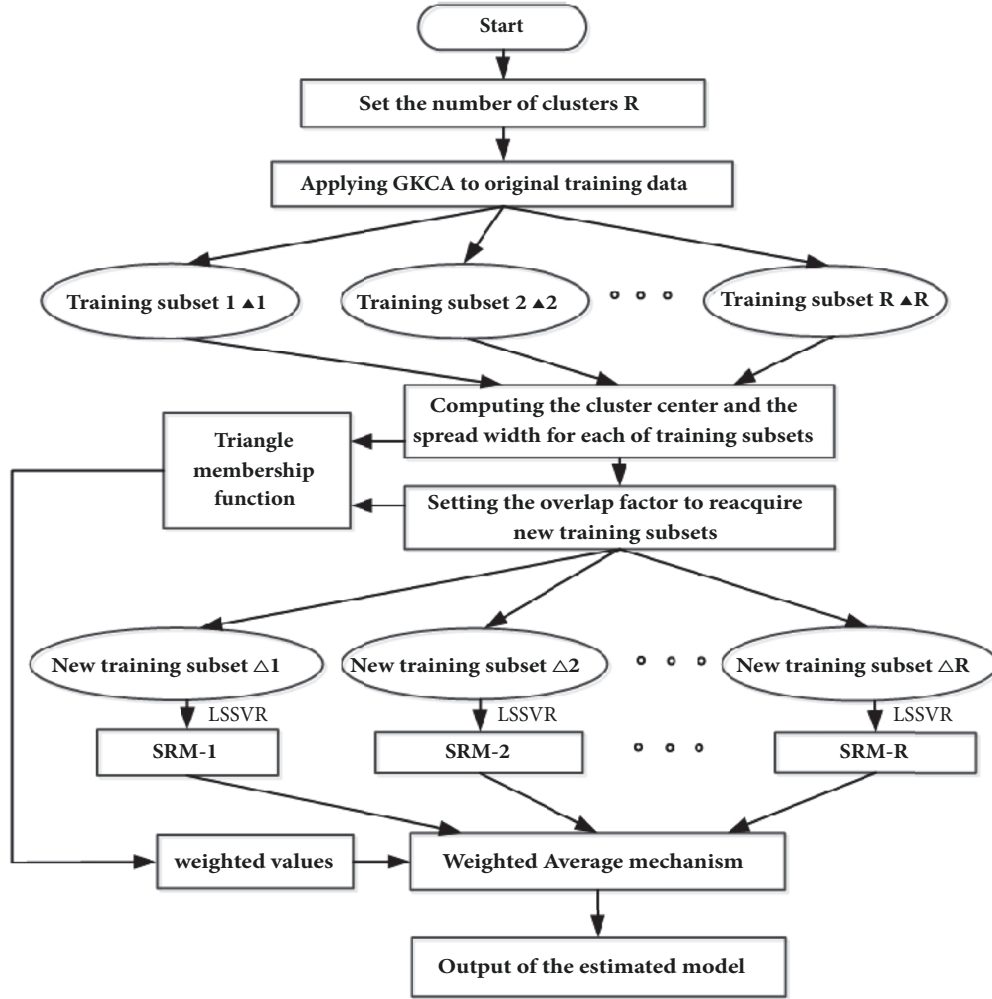 Start
Set the number of clusters R
Applying GKCA to original training data
Training subset 1 ▲1
Training subset 2 ▲2
Training subset R ▲R
Computing the cluster center and the
spread width for each of training subsets
Triangle
membership
function
Setting the overlap factor to reacquire
new training subsets
New training subset △1
New training subset △2
New training subset △R
LSSVR
LSSVR
LSSVR
SRM-1
SRM-2
SRM-R
weighted values
Weighted Average mechanism
Output of the estimated model